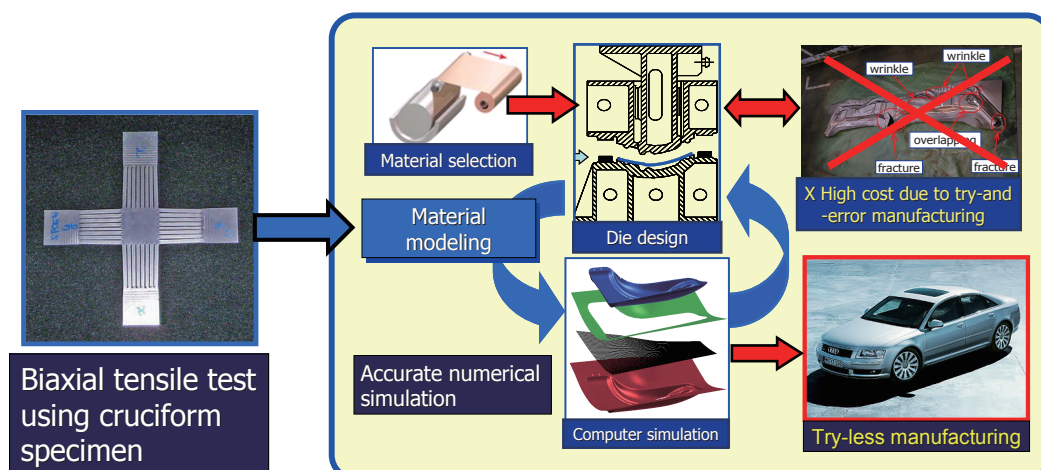 Biaxial tensile test
using cruciform
specimen
Material selection
Material
modeling
Accurate numerical
simulation
Die design
Computer simulation
wrinkle
wrinkle
overlapping
fracture
fracture
X High cost due to try-and
-error manufacturing
Try-less manufacturing